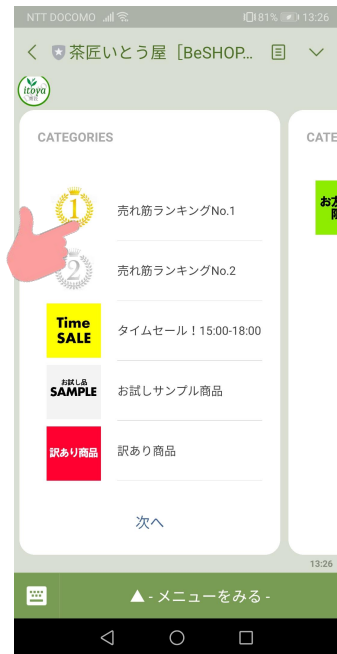 NTT DOCOMO 81% 13:26
茶匠いとう屋［BeSHOP...
itoya
CATEGORIES
CATE
1
売れ筋ランキングNo.1
2
売れ筋ランキングNo.2
Time
SALE
タイムセール！15:00-18:00
お試し品
SAMPLE
お試しサンプル商品
訳あり商品
訳あり商品
次へ
13:26
▲ - メニューをみる -